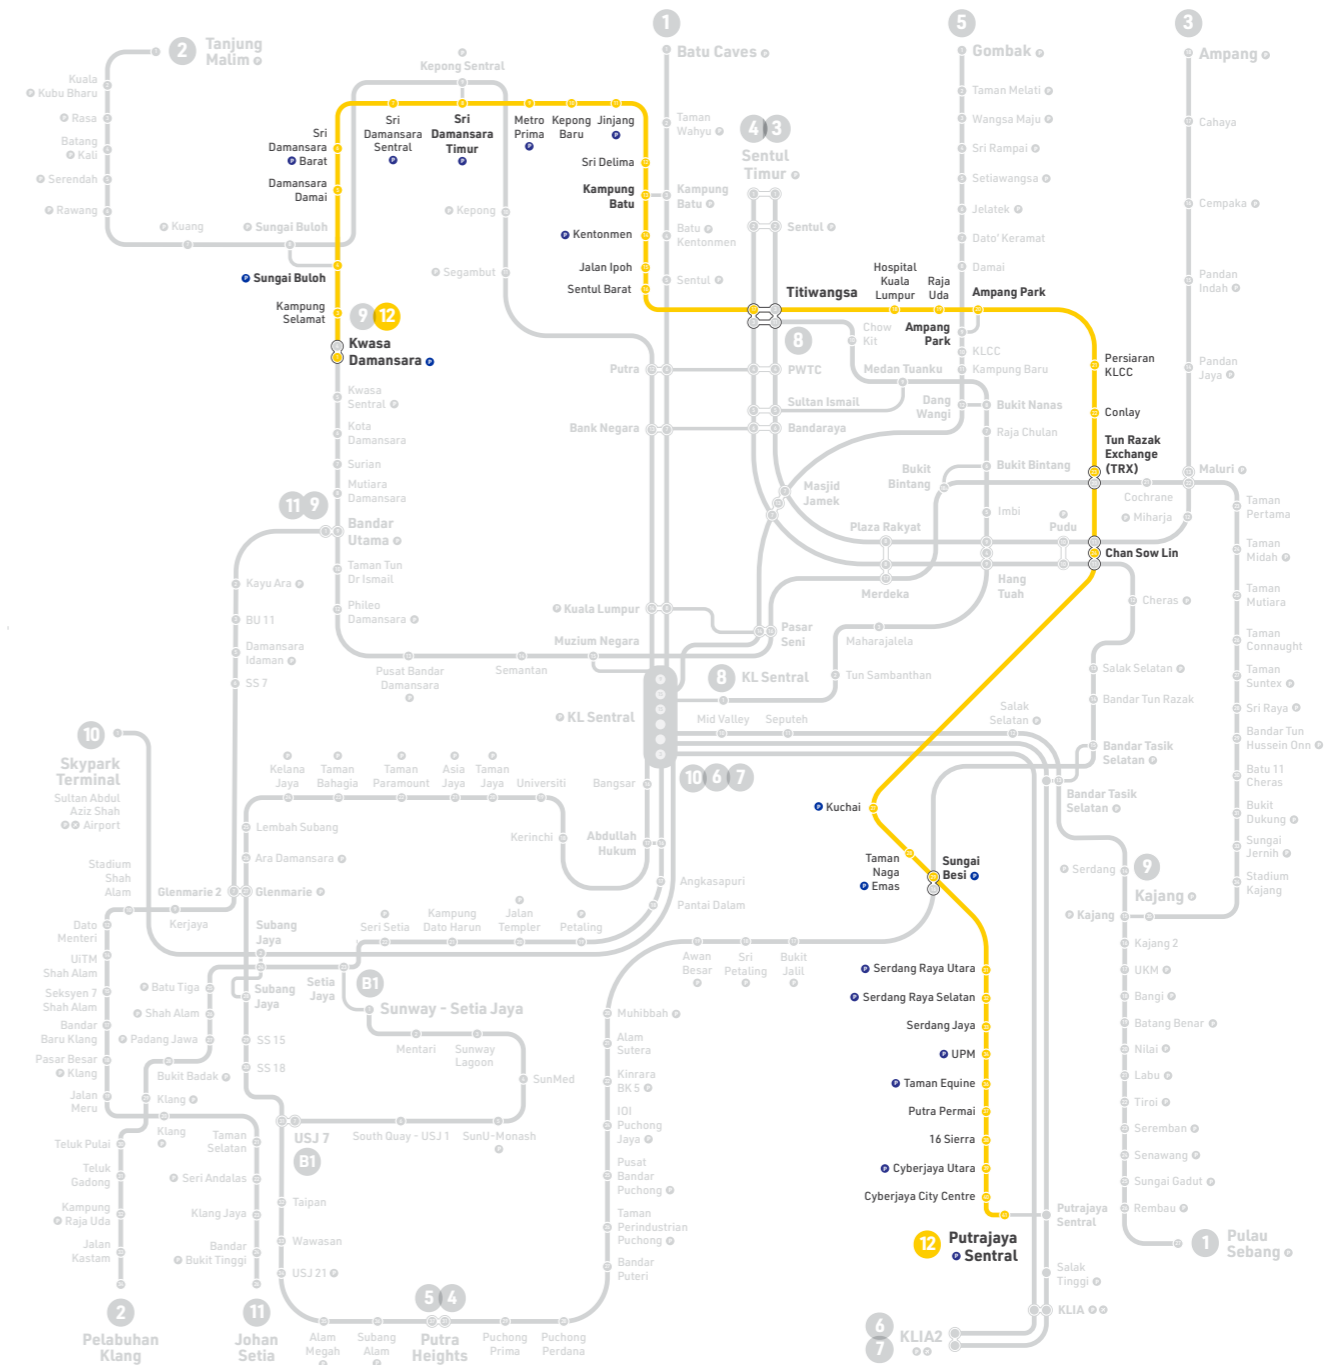 2
Tanjung
Malim
Kuala
Kubu Bharu
Rasa
Batang
Kali
Serendah
Rawang
Kuang
Sungai Buloh
Kepong Sentral
Kepong
Segambut
1
Batu Caves
Taman
Wahyu
Kampung
Batu
Batu
Kentonmen
Sentul
4 3
Sentul
Timur
Sentul
5
Gombak
Taman Melati
Wangsa Maju
Sri Rampai
Setiawangsa
Jelatek
Dato' Keramat
Damai
3
Ampang
Cahaya
Cempaka
Pandan
Indah
Pandan
Jaya
Sri
Damansara
Barat
Damansara
Damai
Sungai Buloh
Kampung
Selamat
9 12
Kwasa
Damansara
Sri
Damansara
Sentral
Sri
Damansara
Timur
Metro
Prima
Kepong
Baru
Jinjang
Sri Delima
Kampung
Batu
Kentonmen
Jalan Ipoh
Sentul Barat
Titiwangsa
8
Hospital
Kuala
Lumpur
Raja
Uda
Ampang Park
Ampang
Park
Chow
Kit
KLCC
Kampung Baru
Medan Tuanku
Putra
PWTC
Sultan Ismail
Dang
Wangi
Bukit Nanas
Bank Negara
Bandaraya
Raja Chulan
Bukit
Bintang
Bukit Bintang
Masjid
Jamek
Imbi
Plaza Rakyat
Pudu
Merdeka
Hang
Tuah
Persiaran
KLCC
Conlay
Tun Razak
Exchange
(TRX)
Cochrane
Maluri
Miharja
Chan Sow Lin
Taman
Pertama
Taman
Midah
Taman
Mutiara
Taman
Connaught
Taman
Suntex
Sri Raya
Bandar Tun
Hussein Onn
Batu 11
Cheras
Bukit
Dukung
Sungai
Jernih
Stadium
Kajang
Cheras
Salak Selatan
Bandar Tun Razak
Bandar Tasik
Selatan
Bandar Tasik
Selatan
Kwasa
Sentral
Kota
Damansara
Surian
Mutiara
Damansara
11 9
Bandar
Utama
Taman Tun
Dr Ismail
Phileo
Damansara
Kayu Ara
BU 11
Damansara
Idaman
SS 7
Pusat Bandar
Damansara
Semantan
Muzium Negara
Kuala Lumpur
Pasar
Seni
Maharajalela
Tun Sambanthan
8
KL Sentral
KL Sentral
Mid Valley
Seputeh
Salak
Selatan
10 6 7
Bangsar
Abdullah
Hukum
Kerinchi
Angkasapuri
Pantai Dalam
10
Skypark
Terminal
Sultan Abdul
Aziz Shah
Airport
Kelana
Jaya
Taman
Bahagia
Taman
Paramount
Asia
Jaya
Taman
Jaya
Universiti
Lembah Subang
Ara Damansara
Stadium
Shah
Alam
Glenmarie 2
Glenmarie
Kerjaya
Subang
Jaya
Seri Setia
Kampung
Dato Harun
Jalan
Templer
Petaling
Dato
Menteri
UiTM
Shah Alam
Seksyen 7
Shah Alam
Bandar
Baru Klang
Pasar Besar
Klang
Jalan
Meru
Batu Tiga
Shah Alam
Padang Jawa
Bukit Badak
Klang
Klang
Subang
Jaya
Setia
Jaya
B1
Sunway - Setia Jaya
Mentari
Sunway
Lagoon
SunMed
SS 15
SS 18
USJ 7
B1
South Quay - USJ 1
SunU-Monash
Teluk Pulai
Teluk
Gadong
Kampung
Raja Uda
Jalan
Kastam
2
Pelabuhan
Klang
Taman
Selatan
Seri Andalas
Klang Jaya
Bandar
Bukit Tinggi
11
Johan
Setia
Taipan
Wawasan
USJ 21
Alam
Megah
Subang
Alam
5 4
Putra
Heights
Puchong
Prima
Puchong
Perdana
Bandar
Puteri
Taman
Perindustrian
Puchong
Pusat
Bandar
Puchong
IOI
Puchong
Jaya
Kinrara
BK 5
Alam
Sutera
Muhibbah
Awan
Besar
Sri
Petaling
Bukit
Jalil
Kuchai
Taman
Naga
Emas
Sungai
Besi
Serdang Raya Utara
Serdang Raya Selatan
Serdang Jaya
UPM
Taman Equine
Putra Permai
16 Sierra
Cyberjaya Utara
Cyberjaya City Centre
12
Putrajaya
Sentral
Putrajaya
Sentral
Salak
Tinggi
KLIA
6
7
KLIA2
Serdang
9
Kajang
Kajang
Kajang 2
UKM
Bangi
Batang Benar
Nilai
Labu
Tiroi
Seremban
Senawang
Sungai Gadut
Rembau
1
Pulau
Sebang